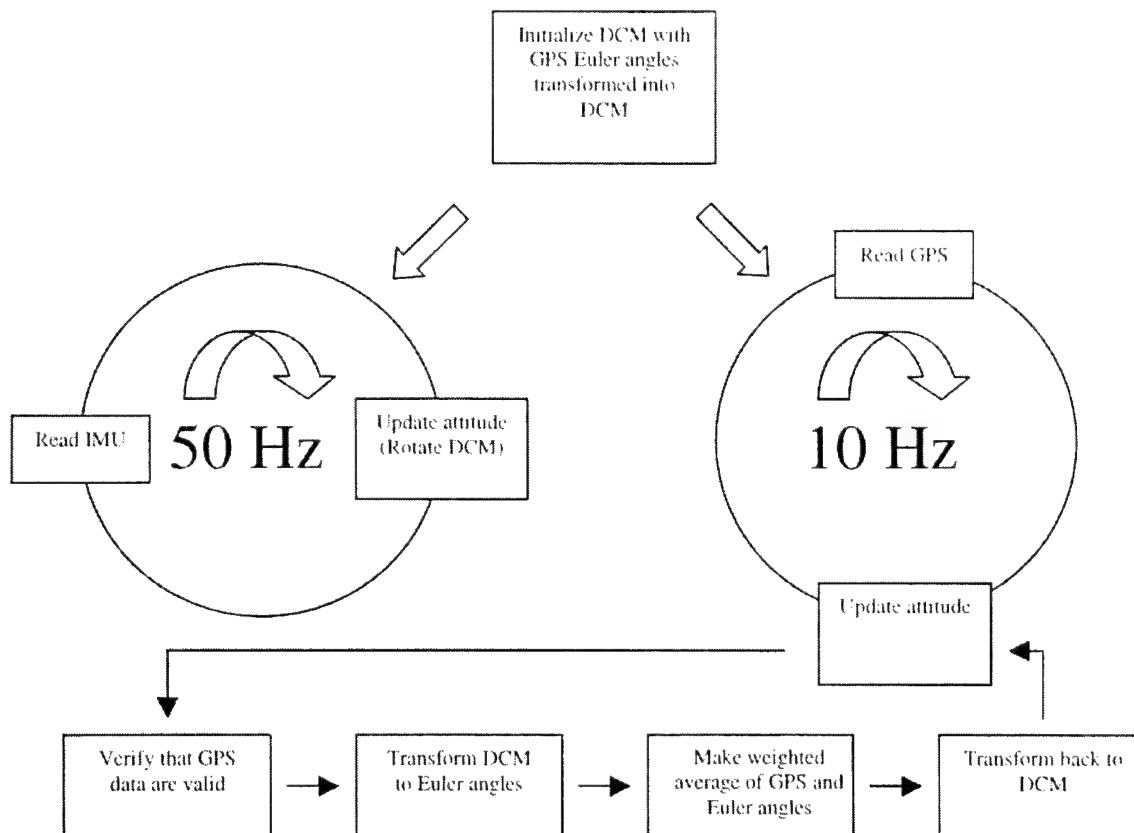 Initialize DCM with
GPS Euler angles
transformed into
DCM
Read GPS
Read IMU
50 Hz
Update attitude
(Rotate DCM)
10 Hz
Update attitude
Verify that GPS
data are valid
Transform DCM
to Euler angles
Make weighted
average of GPS and
Euler angles
Transform back to
DCM